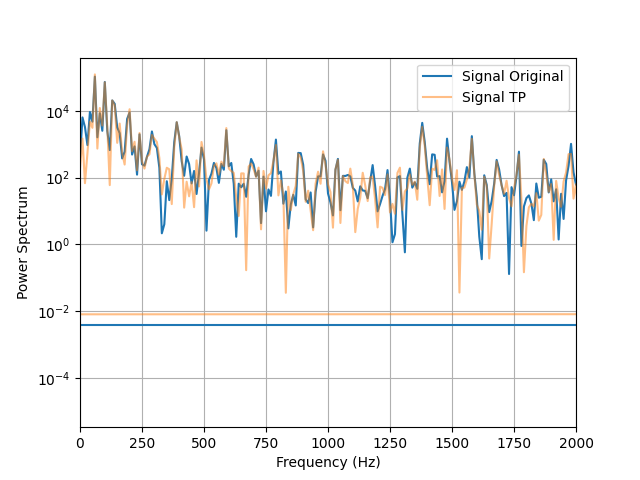 Signal Original
Signal TP
Power Spectrum
10^4
10^2
10^0
10^-2
10^-4
0 250 500 750 1000 1250 1500 1750 2000
Frequency (Hz)